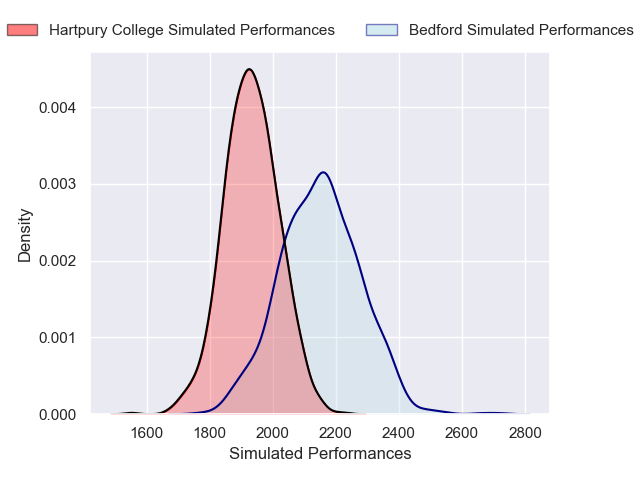 Hartpury College Simulated Performances Bedford Simulated Performances
0.004
0.003
0.002
0.001
0.000
Density
1600 1800 2000 2200 2400 2600 2800
Simulated Performances